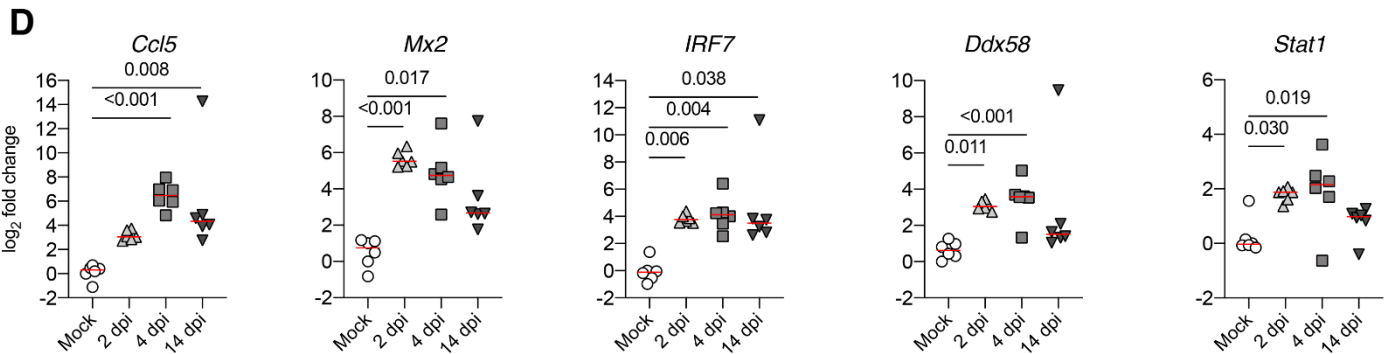 D
Ccl5
log2 fold change
16
14
12
10
8
6
4
2
0
-2
0.008
<0.001
Mock
2 dpi
4 dpi
14 dpi
Mx2
10
8
6
4
2
0
-2
0.017
<0.001
Mock
2 dpi
4 dpi
14 dpi
IRF7
14
12
10
8
6
4
2
0
-2
0.038
0.004
0.006
Mock
2 dpi
4 dpi
14 dpi
Ddx58
10
8
6
4
2
0
-2
<0.001
0.011
Mock
2 dpi
4 dpi
14 dpi
Stat1
6
4
2
0
-2
0.019
0.030
Mock
2 dpi
4 dpi
14 dpi